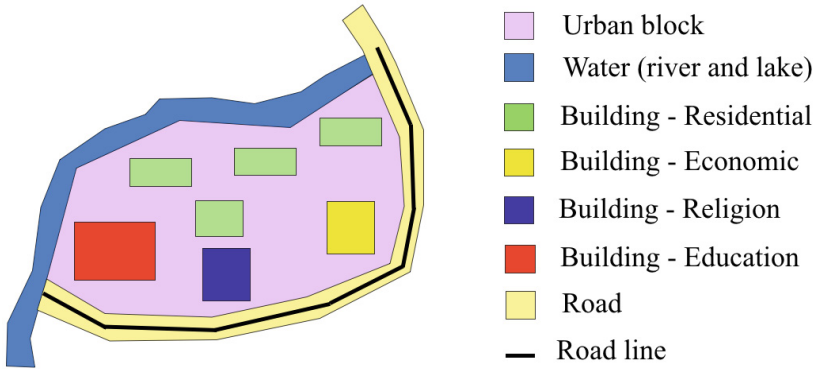 Urban block
Water (river and lake)
Building - Residential
Building - Economic
Building - Religion
Building - Education
Road
Road line